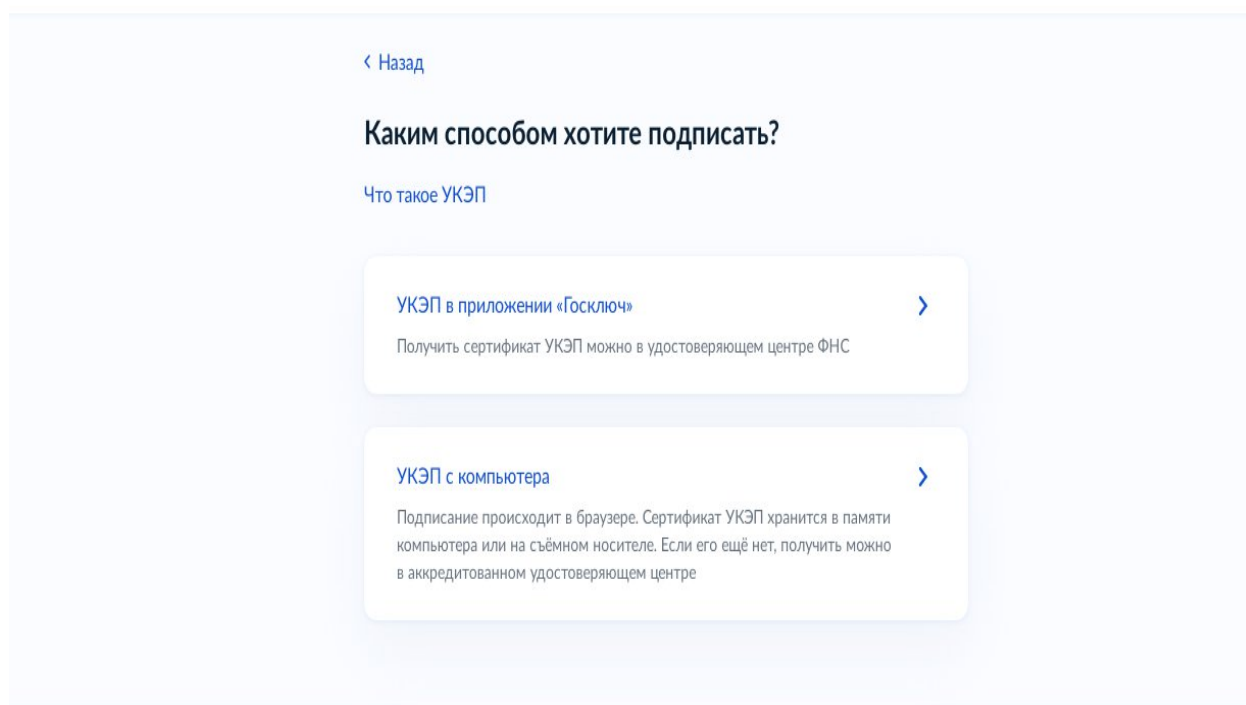 Назад
Каким способом хотите подписать?
Что такое УКЭП
УКЭП в приложении «Госключ»
Получить сертификат УКЭП можно в удостоверяющем центре ФНС
УКЭП с компьютера
Подписание происходит в браузере. Сертификат УКЭП хранится в памяти
компьютера или на съёмном носителе. Если его ещё нет, получить можно
в аккредитованном удостоверяющем центре